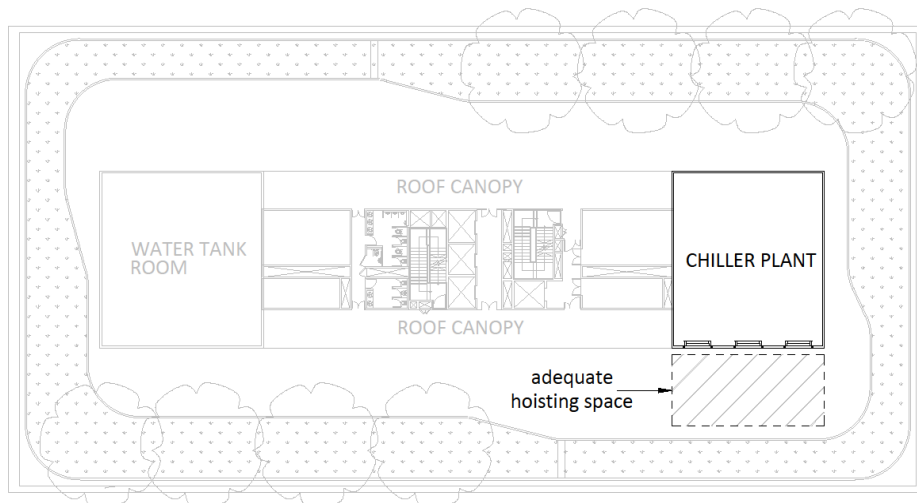 ROOF CANOPY
WATER TANK
ROOM
CHILLER PLANT
ROOF CANOPY
adequate
hoisting space